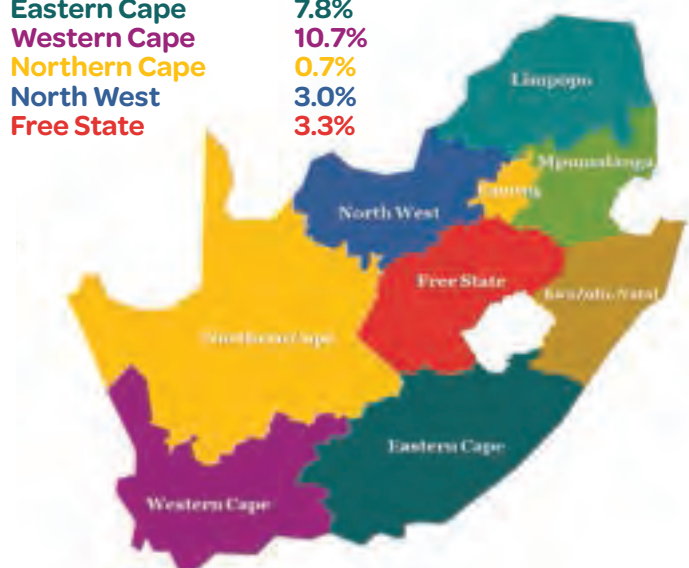 Eastern Cape 7.8%
Western Cape 10.7%
Northern Cape 0.7%
North West 3.0%
Free State 3.3%
Limpopo
Mpumalanga
Gauteng
North West
Free State
KwaZulu-Natal
Northern Cape
Eastern Cape
Western Cape